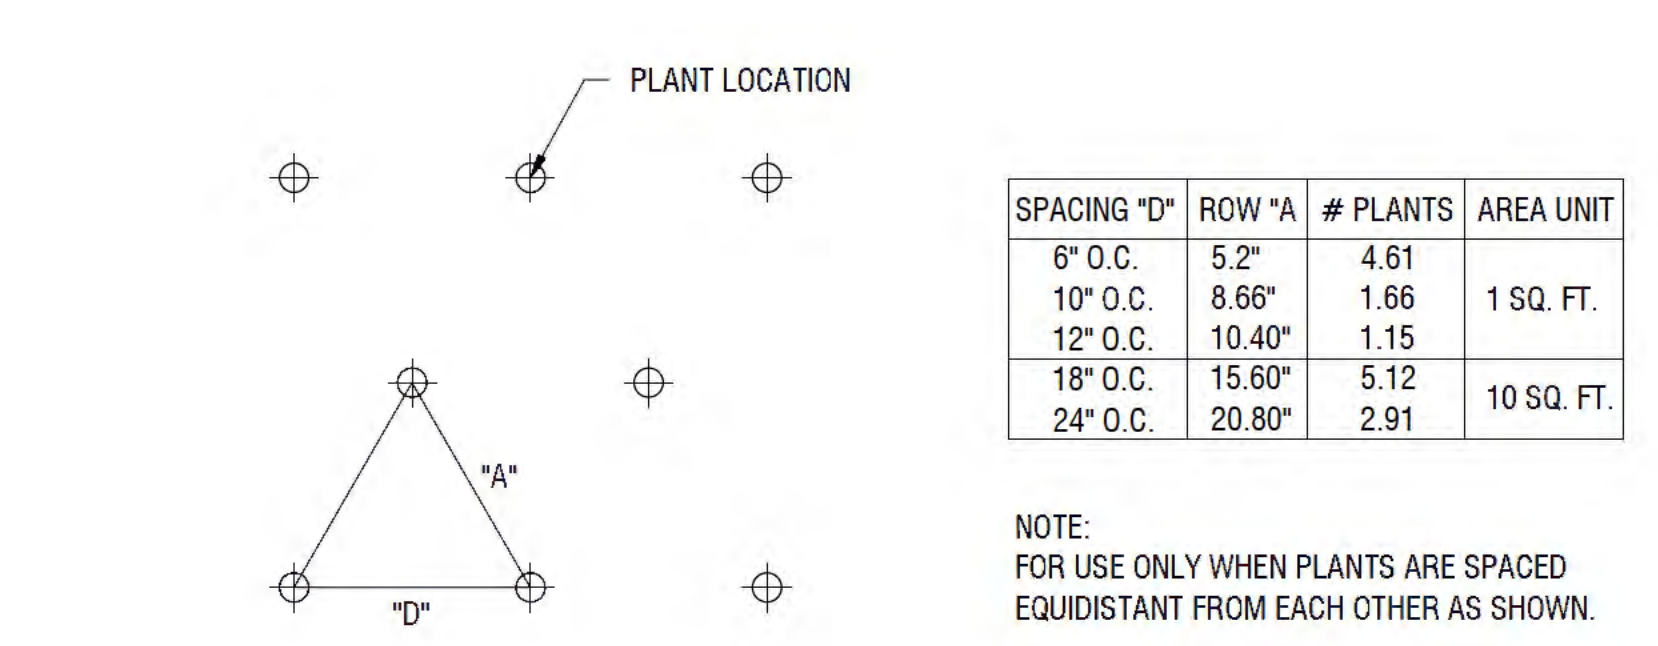 PLANT LOCATION
"A"
"D"
SPACING "D" ROW "A # PLANTS AREA UNIT
6" O.C. 5.2" 4.61
10" O.C. 8.66" 1.66 1 SQ. FT.
12" O.C. 10.40" 1.15
18" O.C. 15.60" 5.12
10 SQ. FT.
24" O.C. 20.80" 2.91
NOTE:
FOR USE ONLY WHEN PLANTS ARE SPACED
EQUIDISTANT FROM EACH OTHER AS SHOWN.